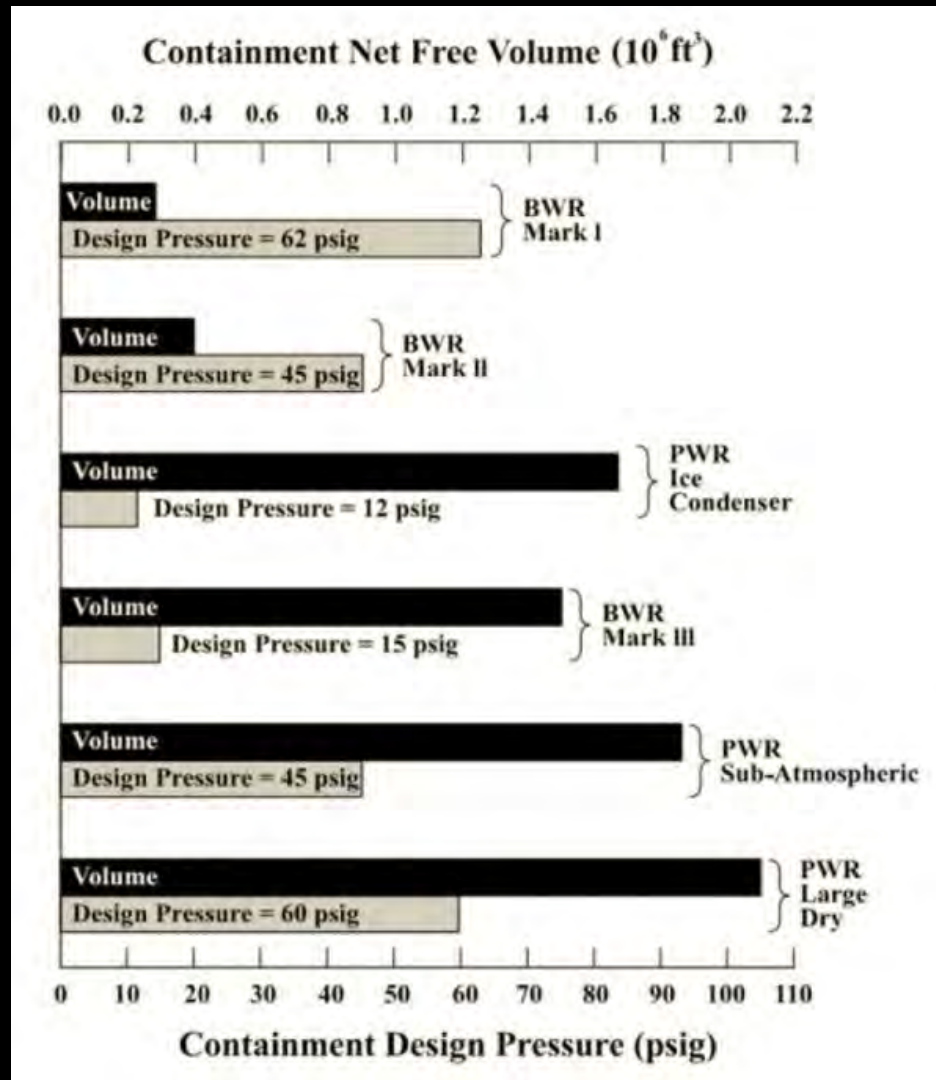 Containment Net Free Volume (10⁶ft³)
0.0 0.2 0.4 0.6 0.8 1.0 1.2 1.4 1.6 1.8 2.0 2.2
Volume
Design Pressure = 62 psig
BWR
Mark I
Volume
Design Pressure = 45 psig
BWR
Mark II
Volume
Design Pressure = 12 psig
PWR
Ice
Condenser
Volume
Design Pressure = 15 psig
BWR
Mark III
Volume
Design Pressure = 45 psig
PWR
Sub-Atmospheric
Volume
Design Pressure = 60 psig
PWR
Large
Dry
0 10 20 30 40 50 60 70 80 90 100 110
Containment Design Pressure (psig)